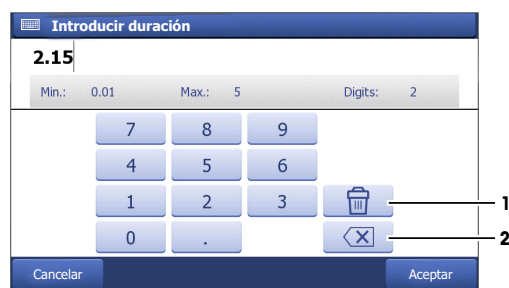 Introducir duración
2.15
Min.: 0.01 Max.: 5 Digits: 2
7 8 9
4 5 6
1 2 3 1
0 . 2
Cancelar Aceptar